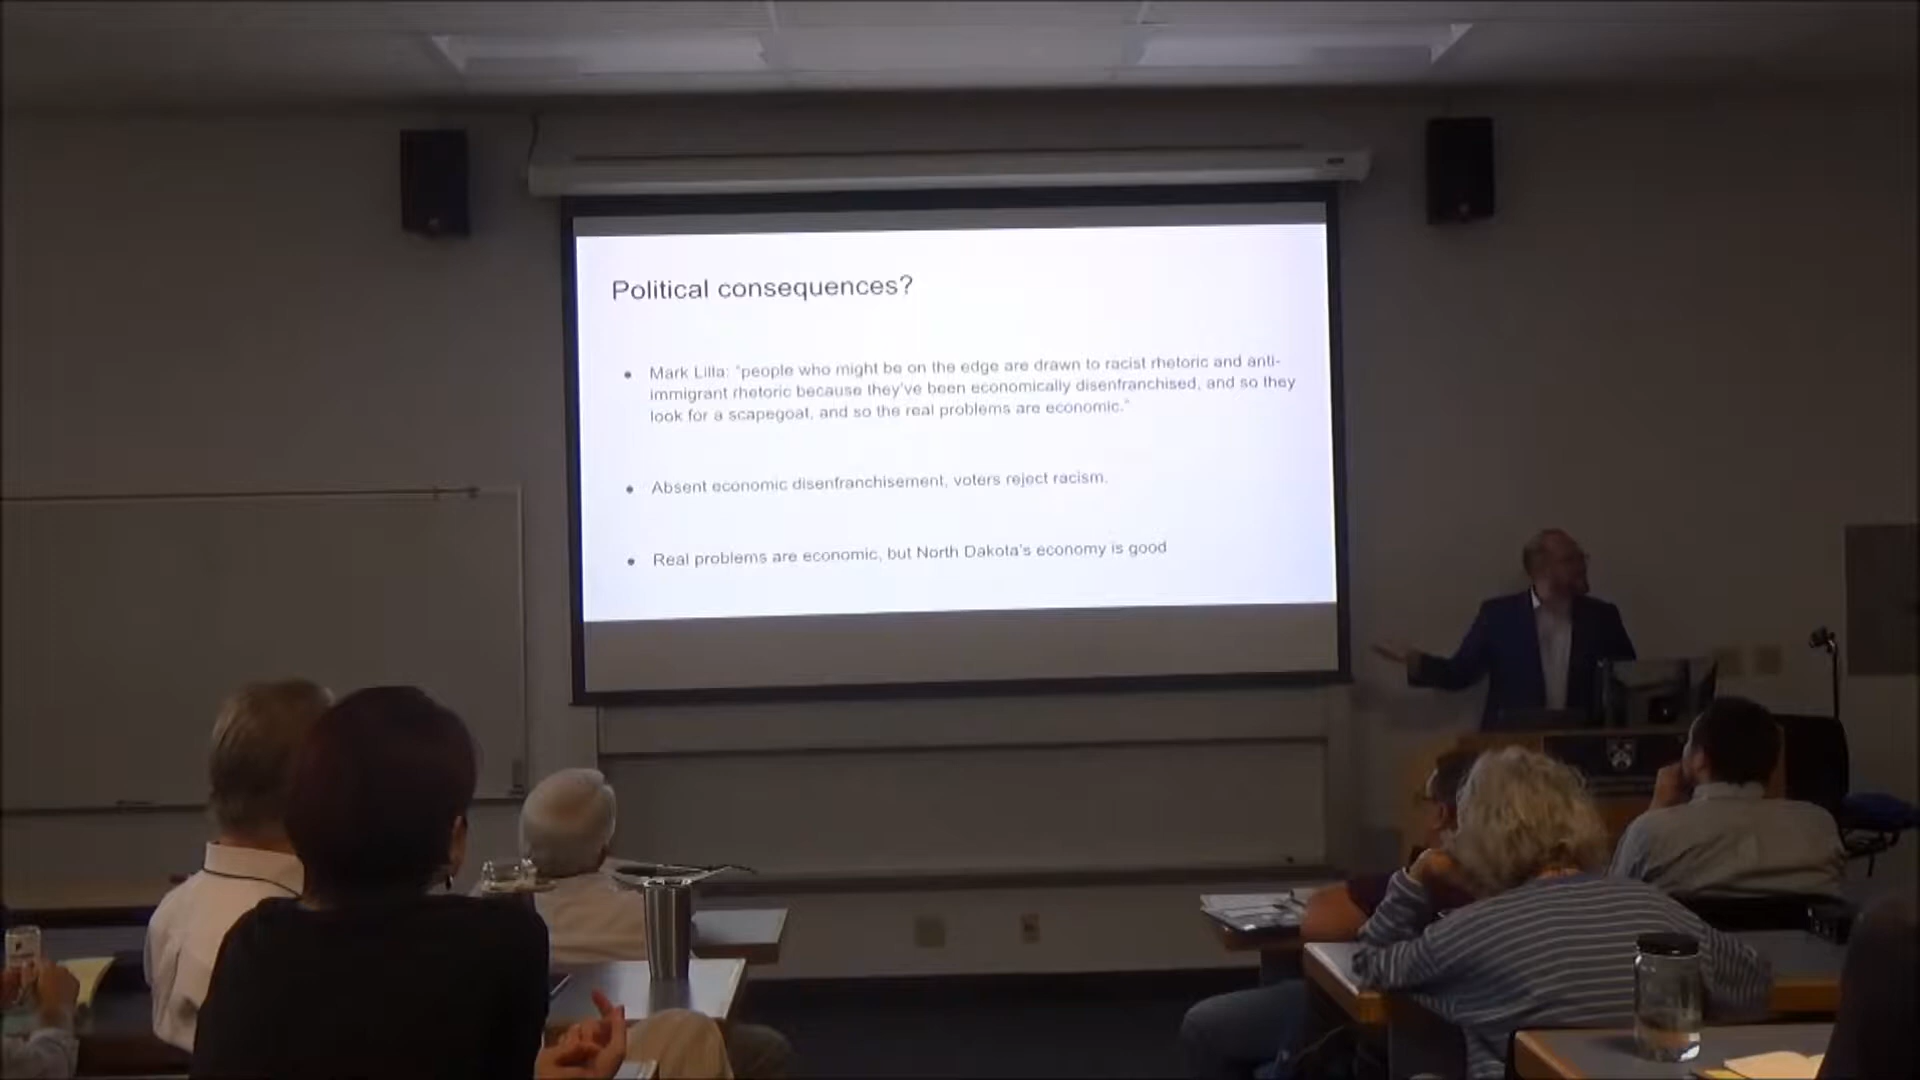 Political consequences?
Mark Lilla: "people who might be on the edge are drawn to racist rhetoric and anti-
immigrant rhetoric because they've been economically disenfranchised, and so they
look for a scapegoat, and so the real problems are economic."
Absent economic disenfranchisement, voters reject racism.
Real problems are economic, but North Dakota's economy is good